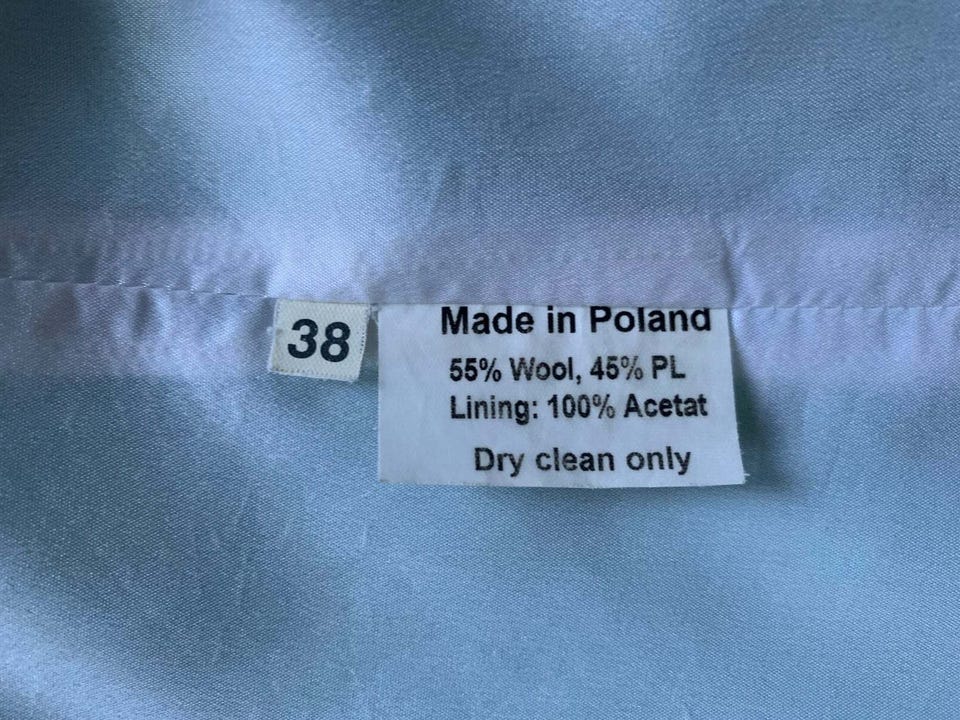 38
Made in Poland
55% Wool, 45% PL
Lining: 100% Acetat
Dry clean only